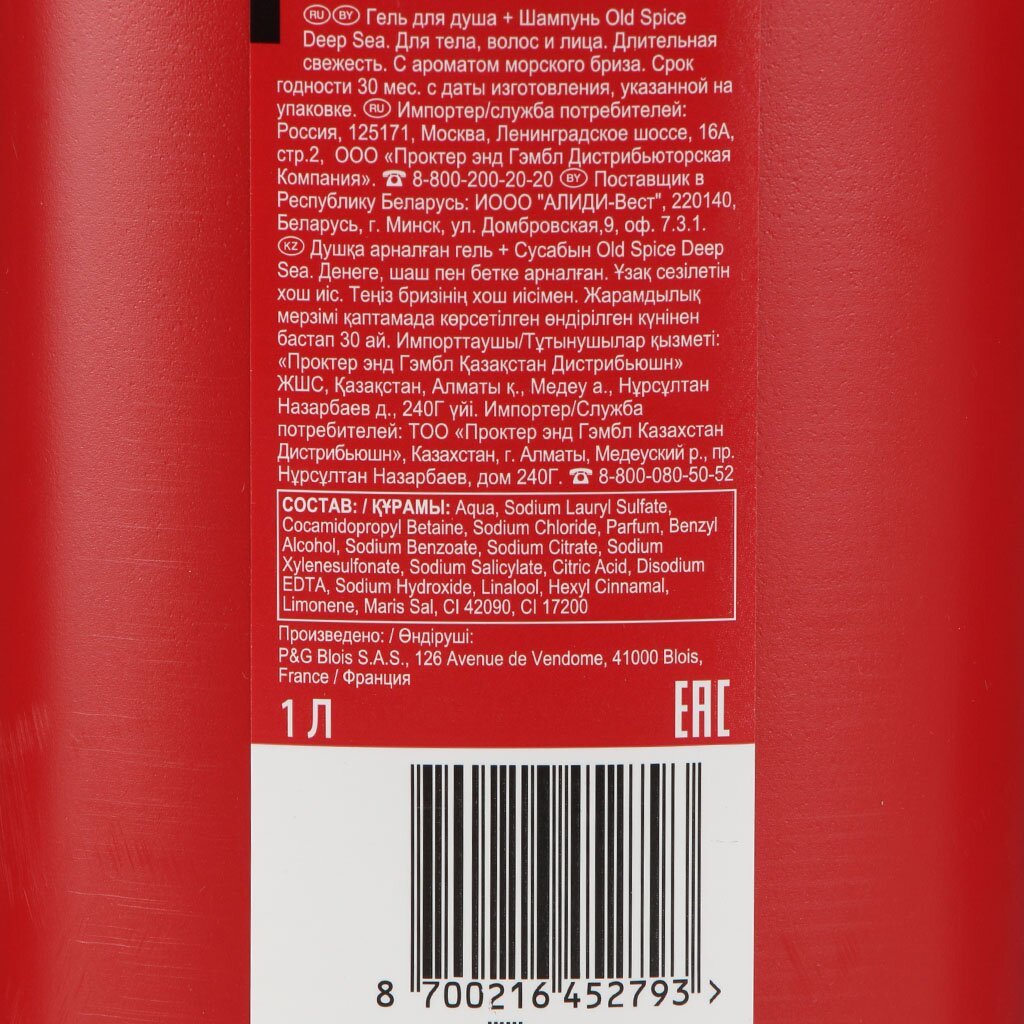 RU BY Гель для душа + Шампунь Old Spice
Deep Sea. Для тела, волос и лица. Длительная
свежесть. С ароматом морского бриза. Срок
годности 30 мес. с даты изготовления, указанной на
упаковке. RU Импортер/служба потребителей:
Россия, 125171, Москва, Ленинградское шоссе, 16А,
стр.2, ООО «Проктер энд Гэмбл Дистрибьюторская
Компания». ☎ 8-800-200-20-20 BY Поставщик в
Республику Беларусь: ИООО "АЛИДИ-Вест", 220140,
Беларусь, г. Минск, ул. Домбровская,9, оф. 7.3.1.
KZ Душқа арналған гель + Сусабын Old Spice Deep
Sea. Денеге, шаш пен бетке арналған. Ұзақ сезілетін
хош иіс. Теңіз бризінің хош иісімен. Жарамдылық
мерзімі қаптамада көрсетілген өндірілген күнінен
бастап 30 ай. Импорттаушы/Тұтынушылар қызметі:
«Проктер энд Гэмбл Қазақстан Дистрибьюшн»
ЖШС, Қазақстан, Алматы қ., Медеу а., Нұрсұлтан
Назарбаев д., 240Г үйі. Импортер/Служба
потребителей: ТОО «Проктер энд Гэмбл Казахстан
Дистрибьюшн», Казахстан, г. Алматы, Медеуский р., пр.
Нұрсұлтан Назарбаев, дом 240Г. ☎ 8-800-080-50-52
СОСТАВ: / ҚҰРАМЫ: Aqua, Sodium Lauryl Sulfate,
Cocamidopropyl Betaine, Sodium Chloride, Parfum, Benzyl
Alcohol, Sodium Benzoate, Sodium Citrate, Sodium
Xylenesulfonate, Sodium Salicylate, Citric Acid, Disodium
EDTA, Sodium Hydroxide, Linalool, Hexyl Cinnamal,
Limonene, Maris Sal, CI 42090, CI 17200
Произведено: / Өндіруші:
P&G Blois S.A.S., 126 Avenue de Vendome, 41000 Blois,
France / Франция
1 Л EAC
8 700216 452793 >